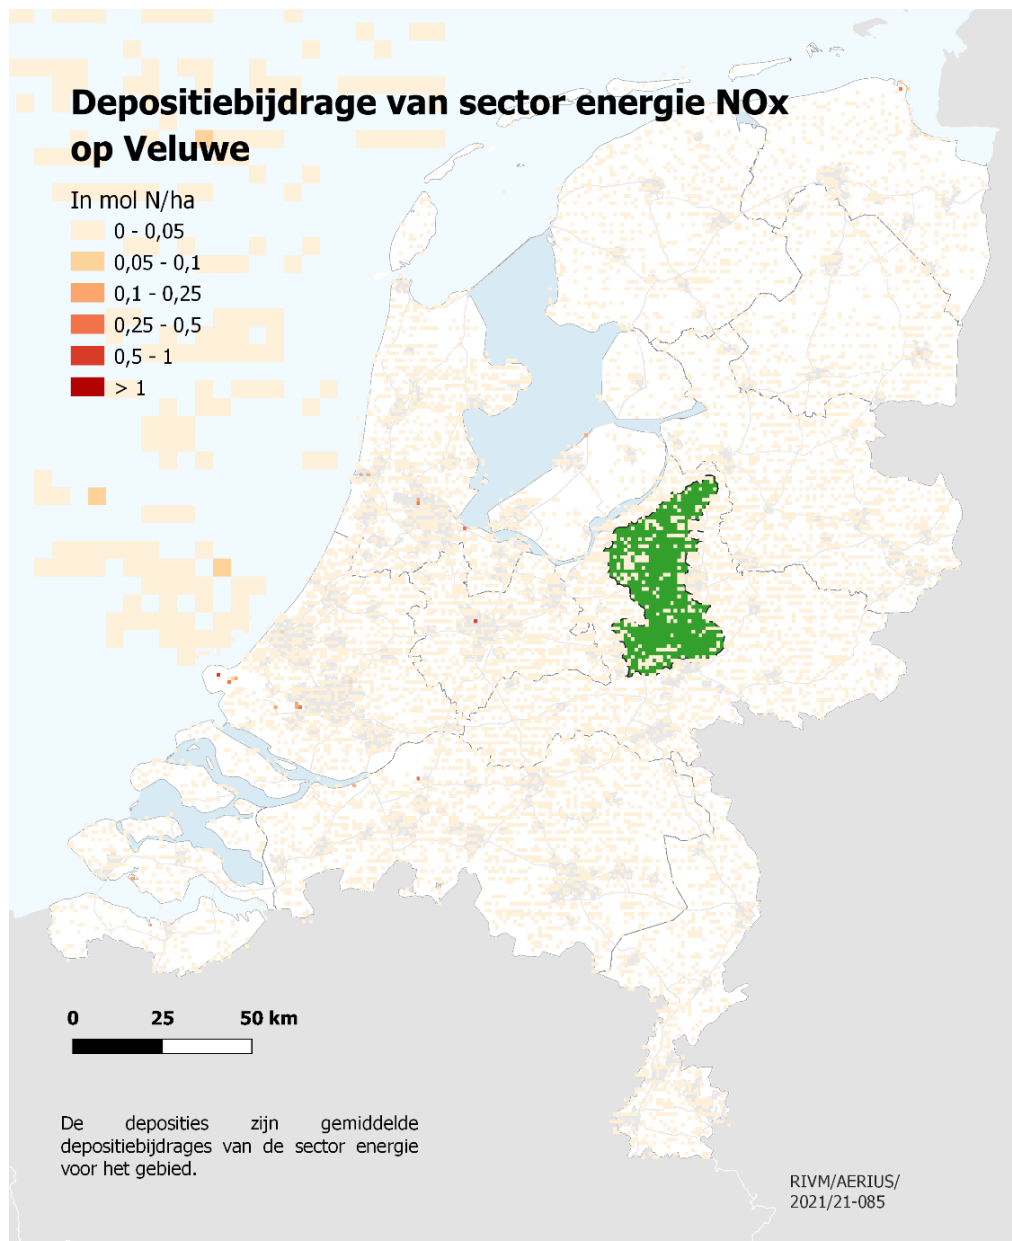 Depositiebijdrage van sector energie NOx
op Veluwe
In mol N/ha
0 - 0,05
0,05 - 0,1
0,1 - 0,25
0,25 - 0,5
0,5 - 1
> 1
0 25 50 km
De deposities zijn gemiddelde
depositiebijdrages van de sector energie
voor het gebied.
RIVM/AERIUS/
2021/21-085